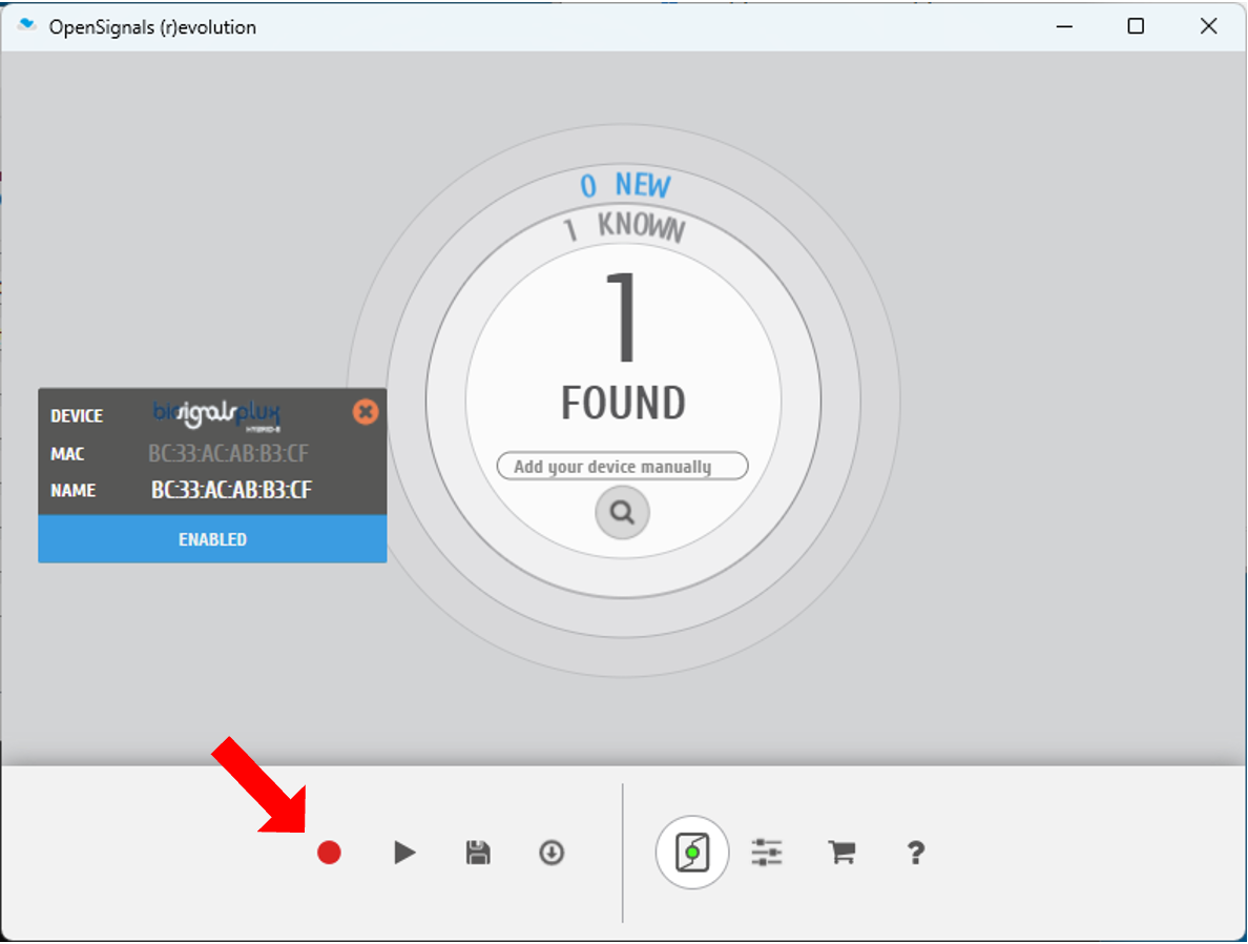 OpenSignals (r)evolution
0 NEW
1 KNOWN
1
FOUND
Add your device manually
DEVICE biosignalsplux
HYBRID-8
MAC BC:33:AC:AB:B3:CF
NAME BC:33:AC:AB:B3:CF
ENABLED
?